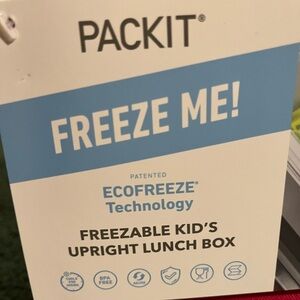 PACKIT®
FREEZE ME!
PATENTED
ECOFREEZE®
Technology
FREEZABLE KID'S
UPRIGHT LUNCH BOX
BPA
FREE